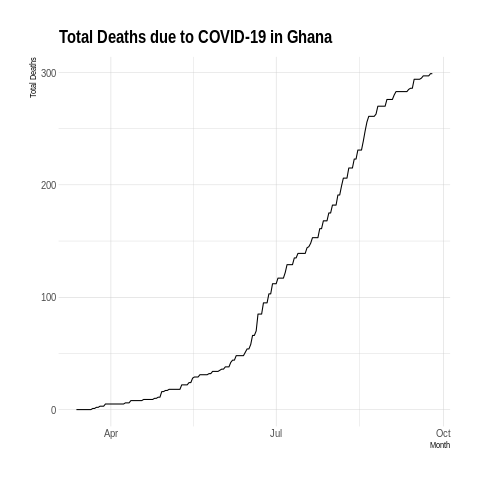 Total Deaths due to COVID-19 in Ghana
Total Deaths
300
200
100
0
Apr
Jul
Oct
Month